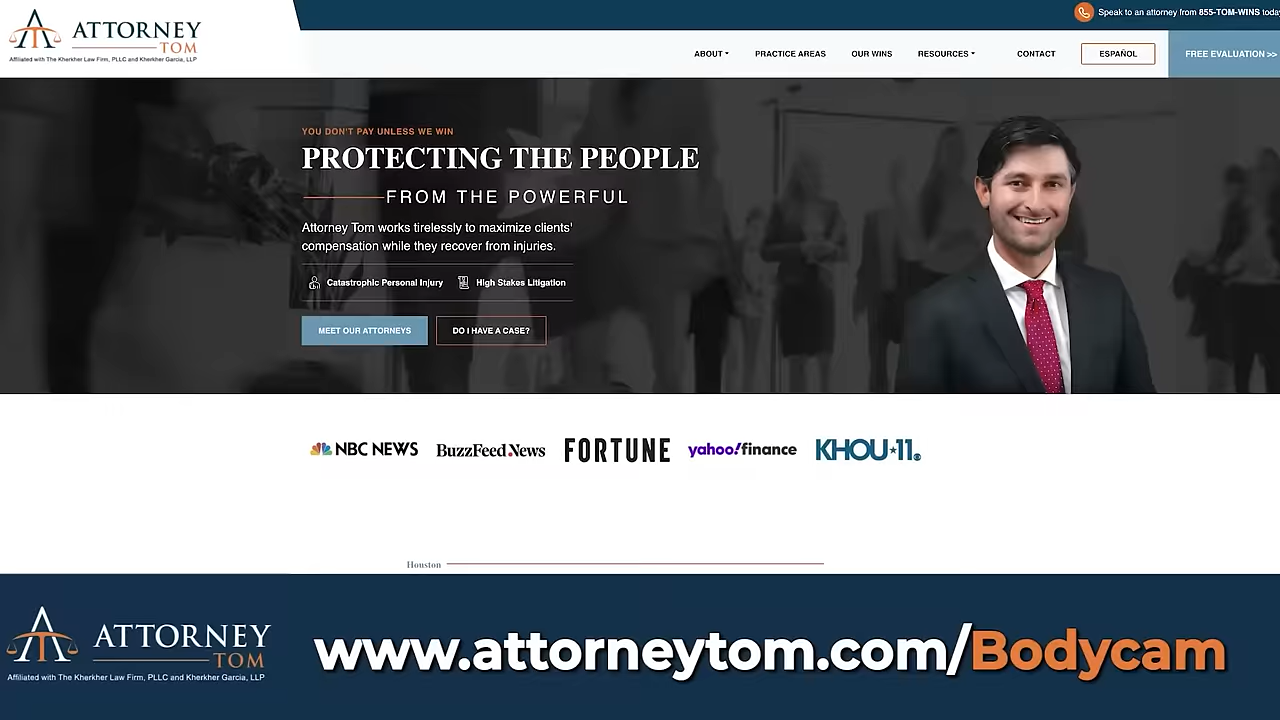 ATTORNEY
TOM
Affiliated with The Kherkher Law Firm, PLLC and Kherkher Garcia, LLP
Speak to an attorney from 855-TOM-WINS toda
ABOUT
PRACTICE AREAS
OUR WINS
RESOURCES
CONTACT
ESPAÑOL
FREE EVALUATION >>
YOU DON'T PAY UNLESS WE WIN
PROTECTING THE PEOPLE
FROM THE POWERFUL
Attorney Tom works tirelessly to maximize clients'
compensation while they recover from injuries.
Catastrophic Personal Injury
High Stakes Litigation
MEET OUR ATTORNEYS
DO I HAVE A CASE?
NBC NEWS
BuzzFeed.News
FORTUNE
yahoo!finance
KHOU★11
Houston
ATTORNEY
TOM
Affiliated with The Kherkher Law Firm, PLLC and Kherkher Garcia, LLP
www.attorneytom.com/Bodycam